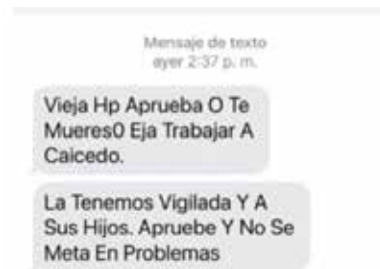 Mensaje de texto
ayer 2:37 p. m.
Vieja Hp Aprueba O Te
Mueres0 Eja Trabajar A
Caicedo.
La Tenemos Vigilada Y A
Sus Hijos. Apruebe Y No Se
Meta En Problemas